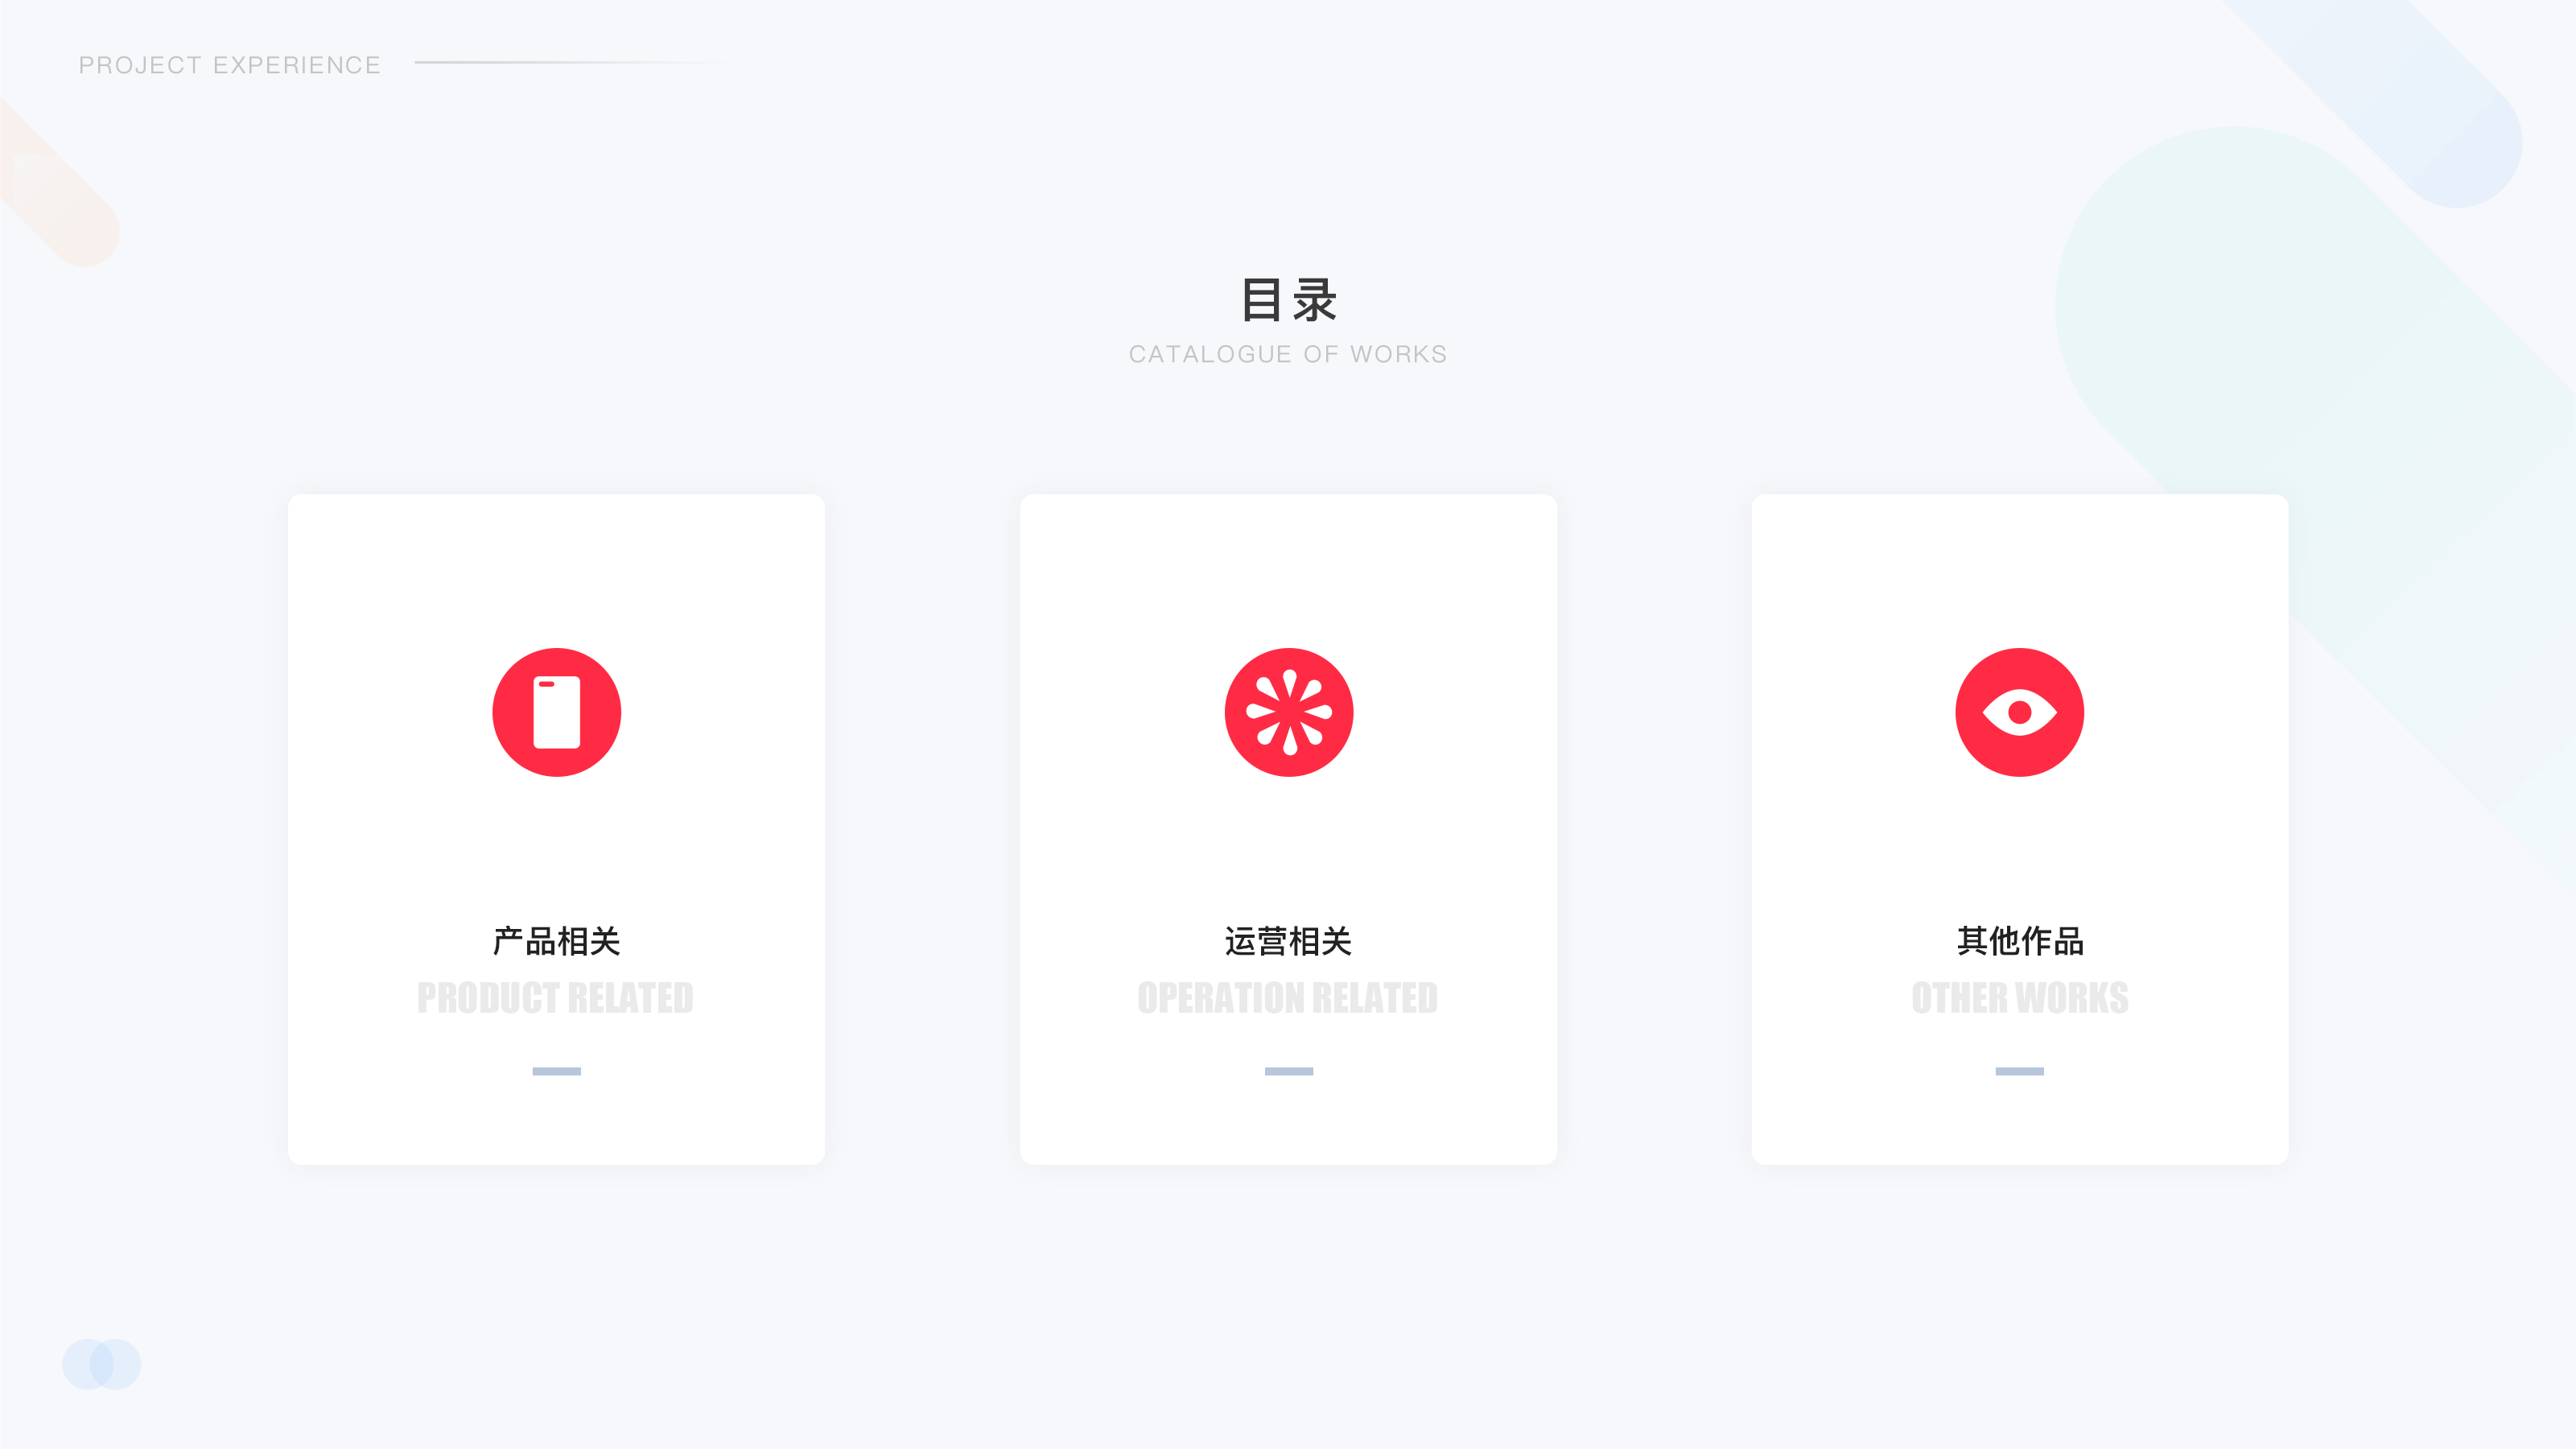 PROJECT EXPERIENCE
目录
CATALOGUE OF WORKS
产品相关
PRODUCT RELATED
运营相关
OPERATION RELATED
其他作品
OTHER WORKS